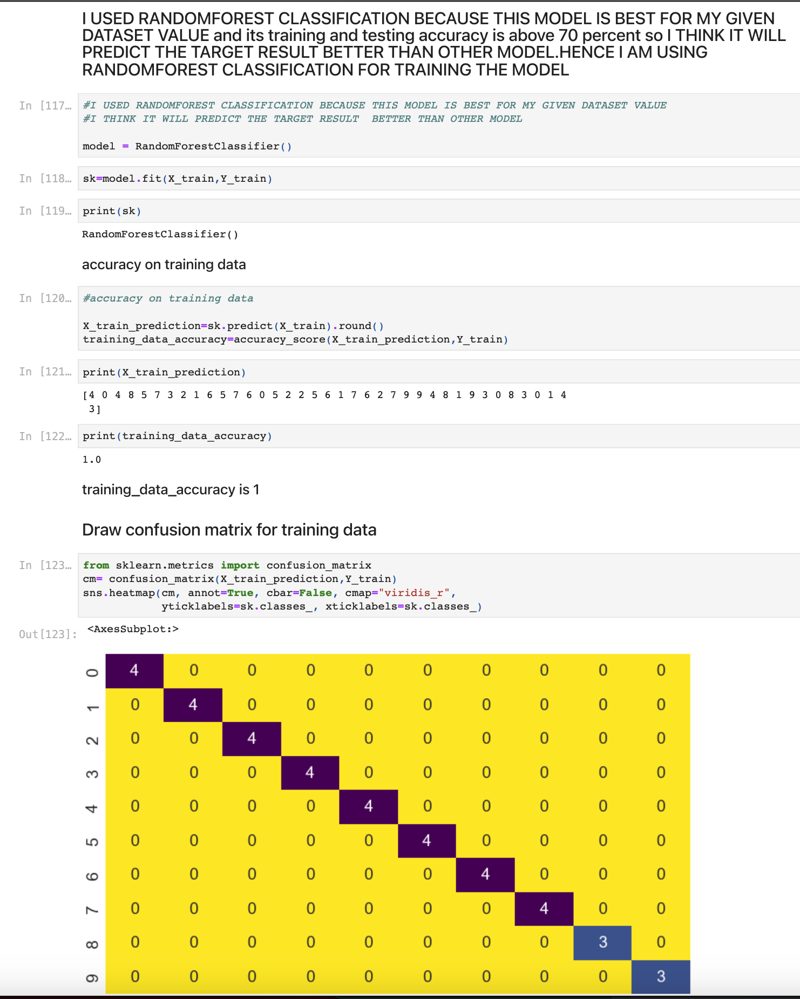 I USED RANDOMFOREST CLASSIFICATION BECAUSE THIS MODEL IS BEST FOR MY GIVEN
DATASET VALUE and its training and testing accuracy is above 70 percent so I THINK IT WILL
PREDICT THE TARGET RESULT BETTER THAN OTHER MODEL.HENCE I AM USING
RANDOMFOREST CLASSIFICATION FOR TRAINING THE MODEL
In [117… #I USED RANDOMFOREST CLASSIFICATION BECAUSE THIS MODEL IS BEST FOR MY GIVEN DATASET VALUE
#I THINK IT WILL PREDICT THE TARGET RESULT  BETTER THAN OTHER MODEL
model = RandomForestClassifier()
In [118… sk=model.fit(X_train,Y_train)
In [119… print(sk)
RandomForestClassifier()
accuracy on training data
In [120… #accuracy on training data
X_train_prediction=sk.predict(X_train).round()
training_data_accuracy=accuracy_score(X_train_prediction,Y_train)
In [121… print(X_train_prediction)
[4 0 4 8 5 7 3 2 1 6 5 7 6 0 5 2 2 5 6 1 7 6 2 7 9 9 4 8 1 9 3 0 8 3 0 1 4
3]
In [122… print(training_data_accuracy)
1.0
training_data_accuracy is 1
Draw confusion matrix for training data
In [123… from sklearn.metrics import confusion_matrix
cm= confusion_matrix(X_train_prediction,Y_train)
sns.heatmap(cm, annot=True, cbar=False, cmap="viridis_r",
yticklabels=sk.classes_, xticklabels=sk.classes_)
Out[123]: <AxesSubplot:>
0 4 0 0 0 0 0 0 0 0 0
1 0 4 0 0 0 0 0 0 0 0
2 0 0 4 0 0 0 0 0 0 0
3 0 0 0 4 0 0 0 0 0 0
4 0 0 0 0 4 0 0 0 0 0
5 0 0 0 0 0 4 0 0 0 0
6 0 0 0 0 0 0 4 0 0 0
7 0 0 0 0 0 0 0 4 0 0
8 0 0 0 0 0 0 0 0 3 0
9 0 0 0 0 0 0 0 0 0 3